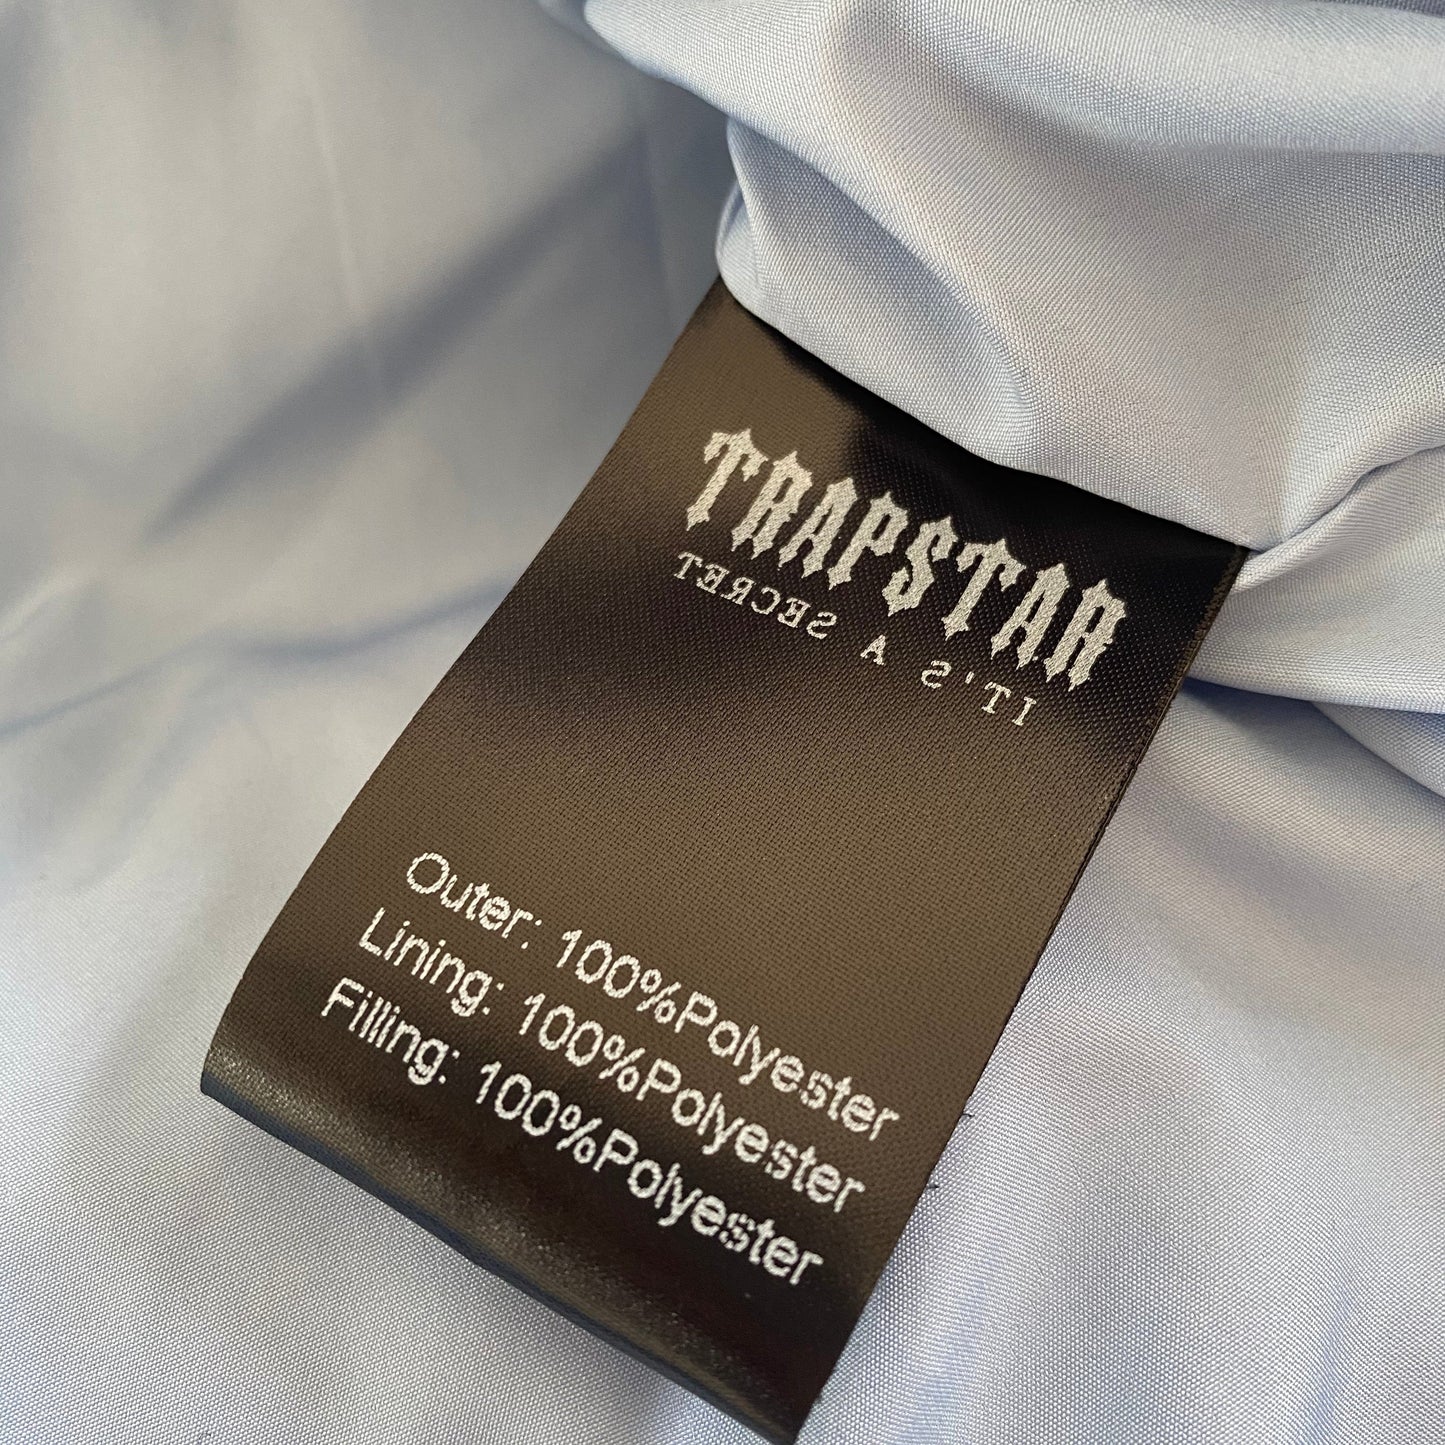 TRAPSTAR
IT'S A SECRET
Outer: 100%Polyester
Lining: 100%Polyester
Filling: 100%Polyester